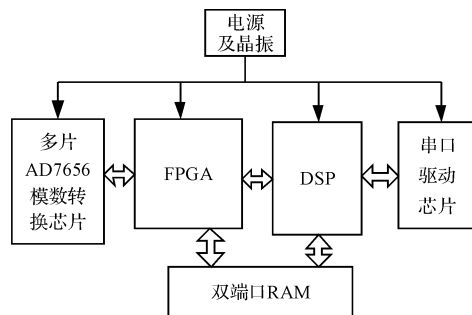 电源
及晶振
多片
AD7656
模数转
换芯片
FPGA
DSP
串口
驱动
芯片
双端口RAM